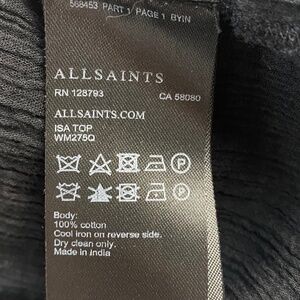 568453 PART 1 PAGE 1 BYIN
ALLSAINTS
RN 128793 CA 58080
ALLSAINTS.COM
ISA TOP
WM275Q
Body:
100% cotton
Cool iron on reverse side.
Dry clean only.
Made in India